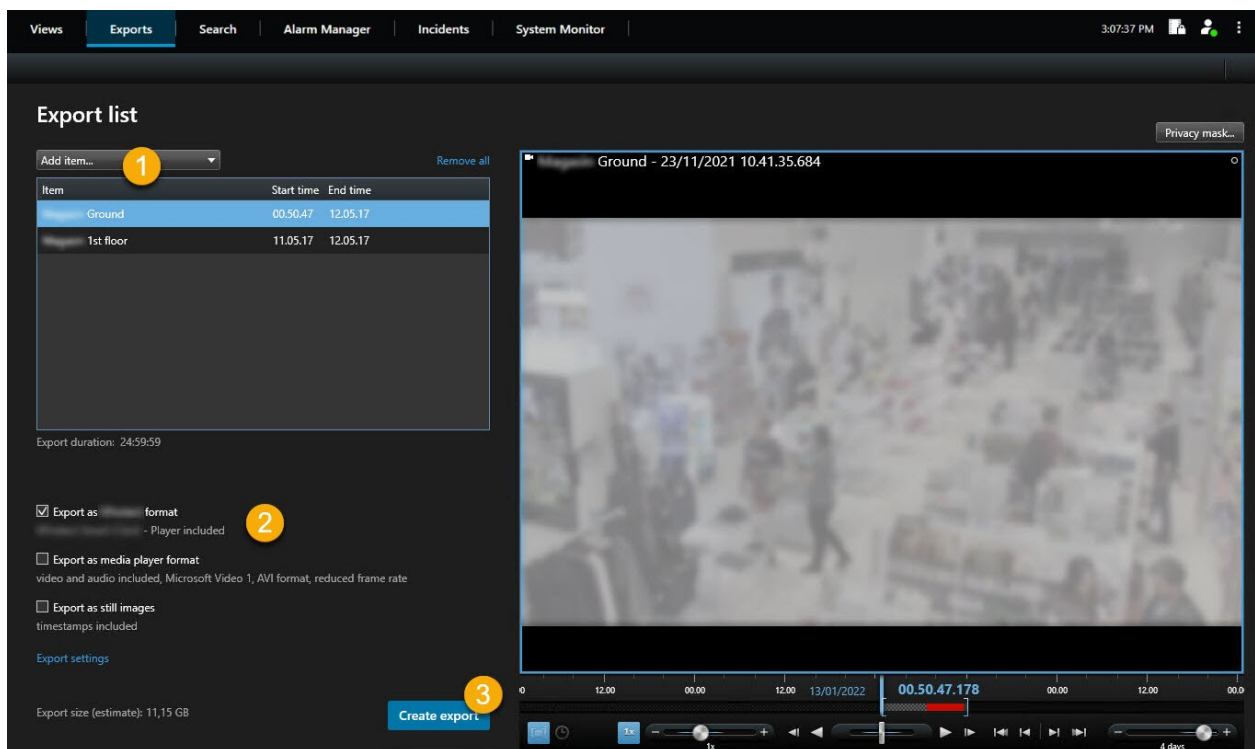 Views Exports Search Alarm Manager Incidents System Monitor 3:07:37 PM
Export list
Privacy mask...
Add item... 1 Remove all
Ground - 23/11/2021 10.41.35.684
Item Start time End time
Ground 00.50.47 12.05.17
1st floor 11.05.17 12.05.17
Export duration: 24:59:59
Export as format
- Player included
2
Export as media player format
video and audio included, Microsoft Video 1, AVI format, reduced frame rate
Export as still images
timestamps included
Export settings
00 12.00 00.00 12.00 13/01/2022 00.50.47.178 00.00 12.00 00.0
3
Export size (estimate): 11,15 GB
Create export
1x - + - +
1x 4 days